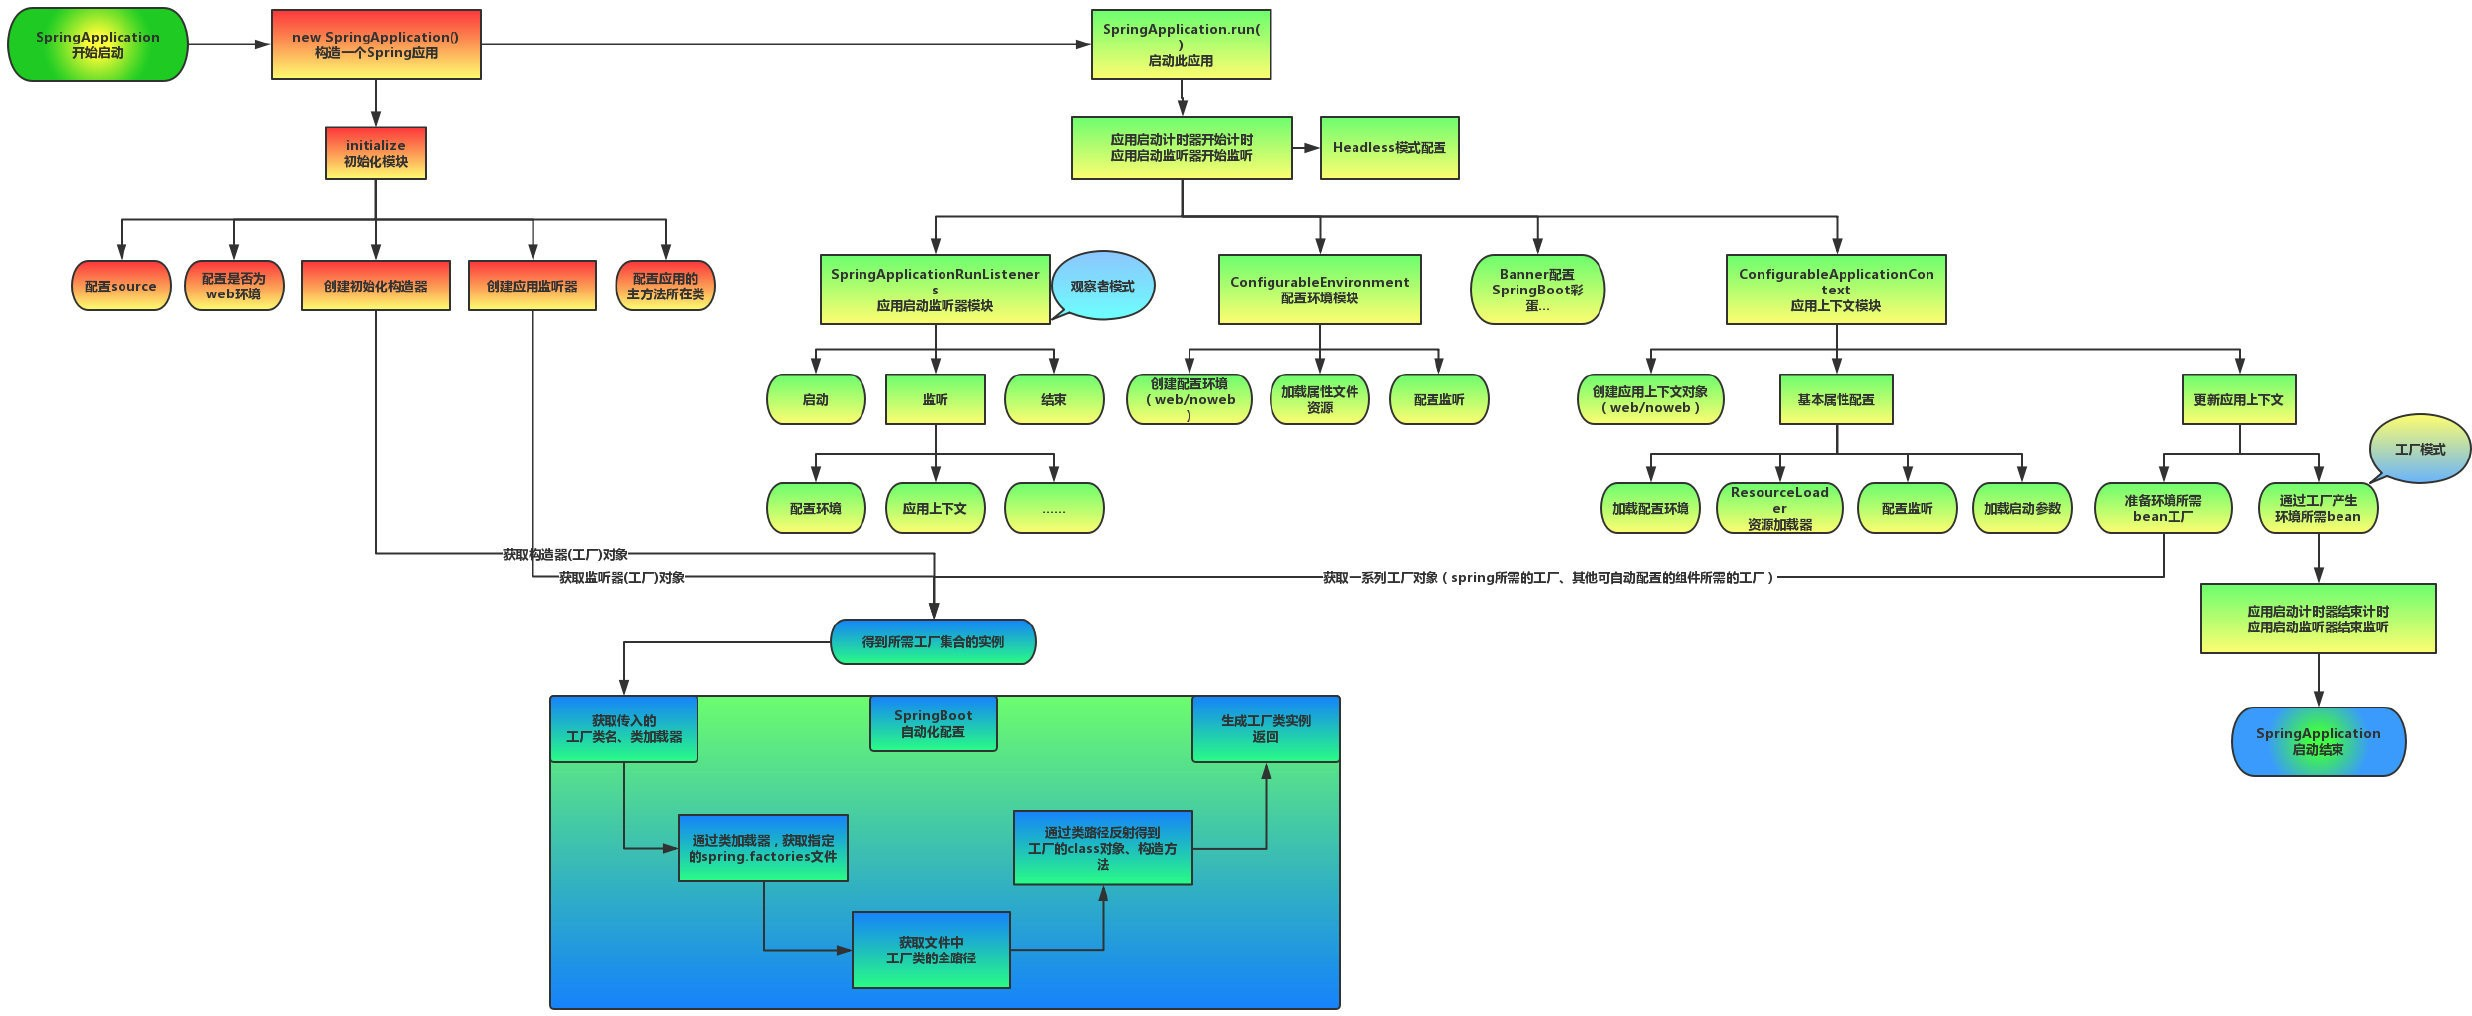 SpringApplication
开始启动
new SpringApplication()
构造一个Spring应用
SpringApplication.run(
)
启动此应用
initialize
初始化模块
应用启动计时器开始计时
应用启动监听器开始监听
Headless模式配置
配置source
配置是否为
web环境
创建初始化构造器
创建应用监听器
配置应用的
主方法所在类
SpringApplicationRunListener
s
应用启动监听器模块
观察者模式
ConfigurableEnvironment
配置环境模块
Banner配置
SpringBoot彩
蛋...
ConfigurableApplicationCon
text
应用上下文模块
启动
监听
结束
创建配置环境
（web/noweb
）
加载属性文件
资源
配置监听
创建应用上下文对象
（web/noweb）
基本属性配置
更新应用上下文
工厂模式
配置环境
应用上下文
......
加载配置环境
ResourceLoad
er
资源加载器
配置监听
加载启动参数
准备环境所需
bean工厂
通过工厂产生
环境所需bean
获取构造器(工厂)对象
获取监听器(工厂)对象
获取一系列工厂对象（spring所需的工厂、其他可自动配置的组件所需的工厂）
应用启动计时器结束计时
应用启动监听器结束监听
得到所需工厂集合的实例
获取传入的
工厂类名、类加载器
SpringBoot
自动化配置
生成工厂类实例
返回
SpringApplication
启动结束
通过类加载器，获取指定
的spring.factories文件
通过类路径反射得到
工厂的class对象、构造方
法
获取文件中
工厂类的全路径